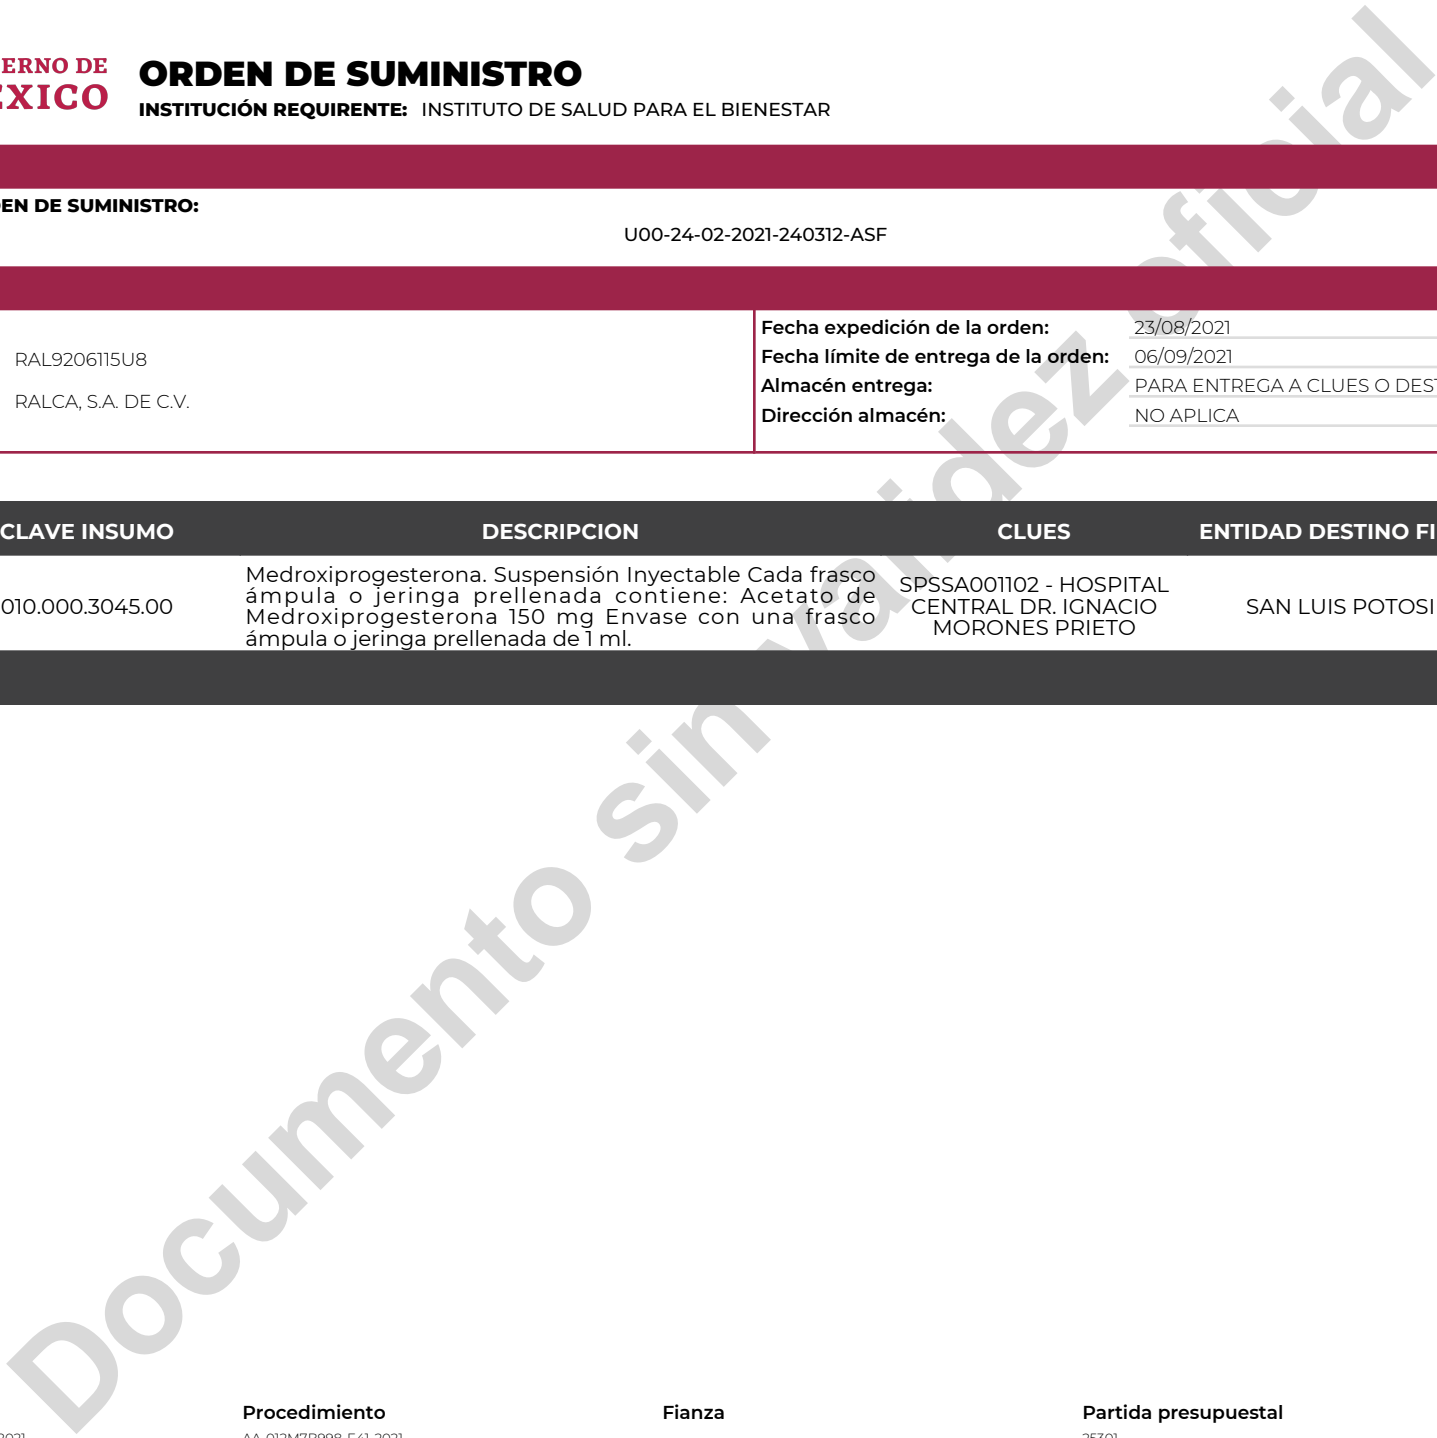 ERNO DE
EXICO
ORDEN DE SUMINISTRO
INSTITUCIÓN REQUIRENTE: INSTITUTO DE SALUD PARA EL BIENESTAR
EN DE SUMINISTRO:
U00-24-02-2021-240312-ASF
RAL9206115U8
RALCA, S.A. DE C.V.
Fecha expedición de la orden: 23/08/2021
Fecha límite de entrega de la orden: 06/09/2021
Almacén entrega: PARA ENTREGA A CLUES O DEST
Dirección almacén: NO APLICA
CLAVE INSUMO DESCRIPCION CLUES ENTIDAD DESTINO FI
010.000.3045.00
Medroxiprogesterona. Suspensión Inyectable Cada frasco
ámpula o jeringa prellenada contiene: Acetato de
Medroxiprogesterona 150 mg Envase con una frasco
ámpula o jeringa prellenada de 1 ml.
SPSSA001102 - HOSPITAL
CENTRAL DR. IGNACIO
MORONES PRIETO
SAN LUIS POTOSI
Documento sin validez oficial
Procedimiento Fianza Partida presupuestal